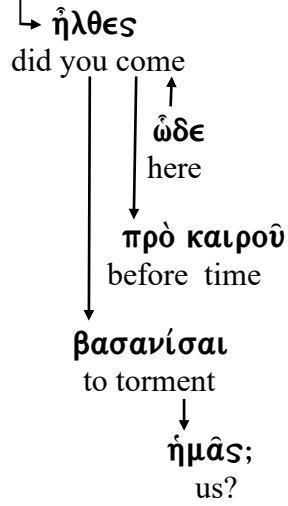 ἦλθες
did you come
ὧδε
here
πρὸ καιροῦ
before time
βασανίσαι
to torment
ἡμᾶς;
us?